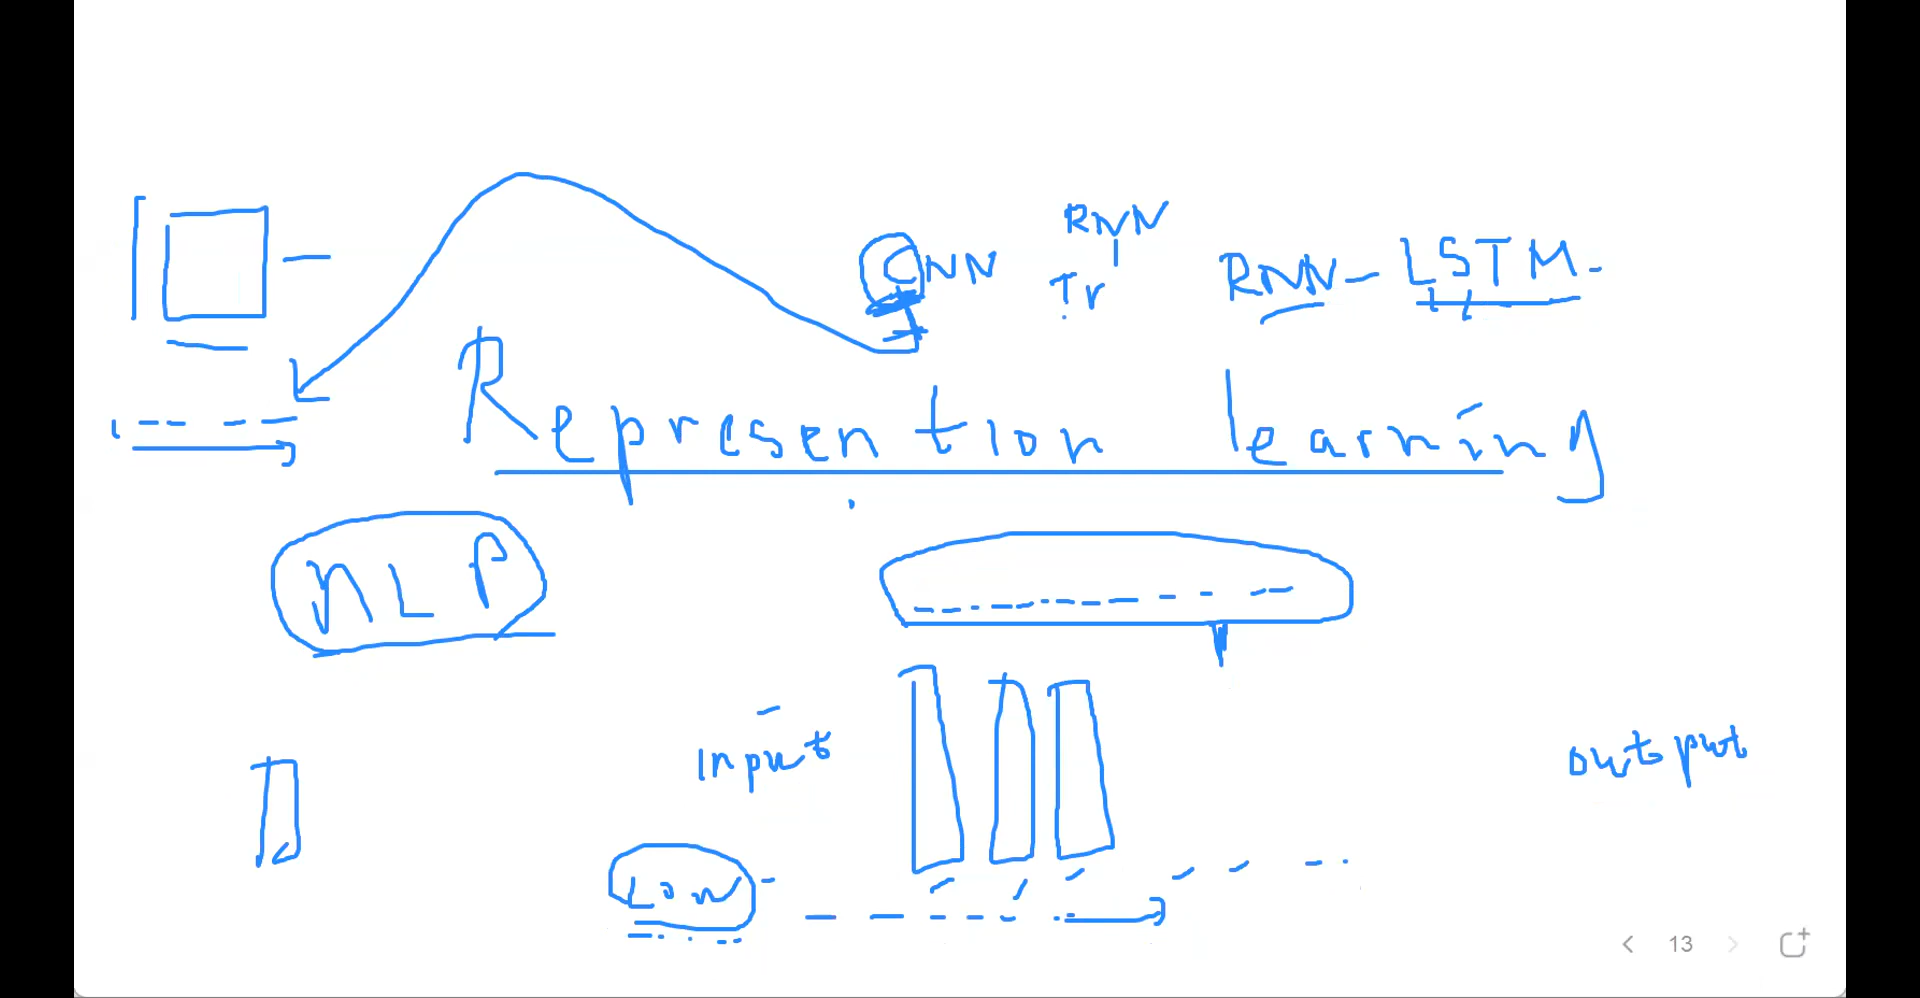 RNN
CNN Tr RNN - LSTM -
Represention learning
NLP
Input output
Low -
13